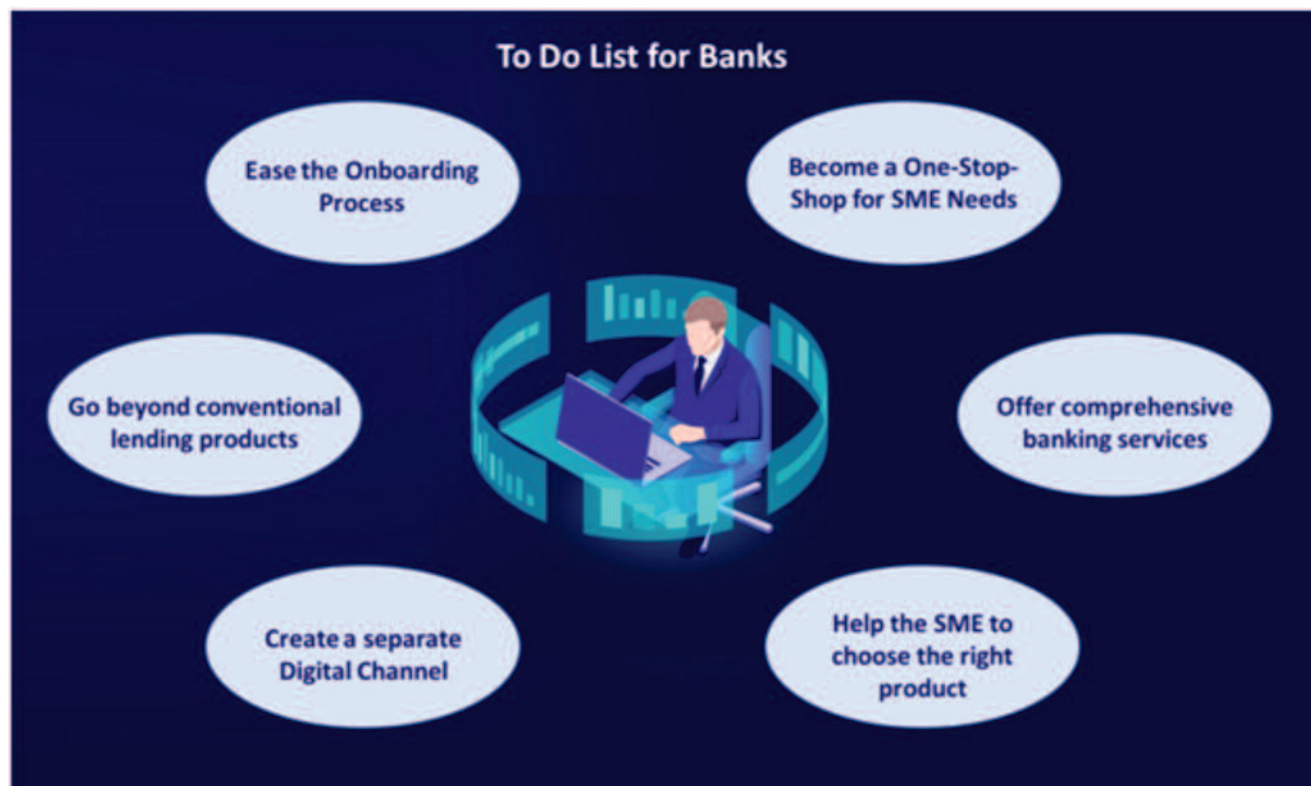 To Do List for Banks
Ease the Onboarding
Process
Become a One-Stop-
Shop for SME Needs
Go beyond conventional
lending products
Offer comprehensive
banking services
Create a separate
Digital Channel
Help the SME to
choose the right
product